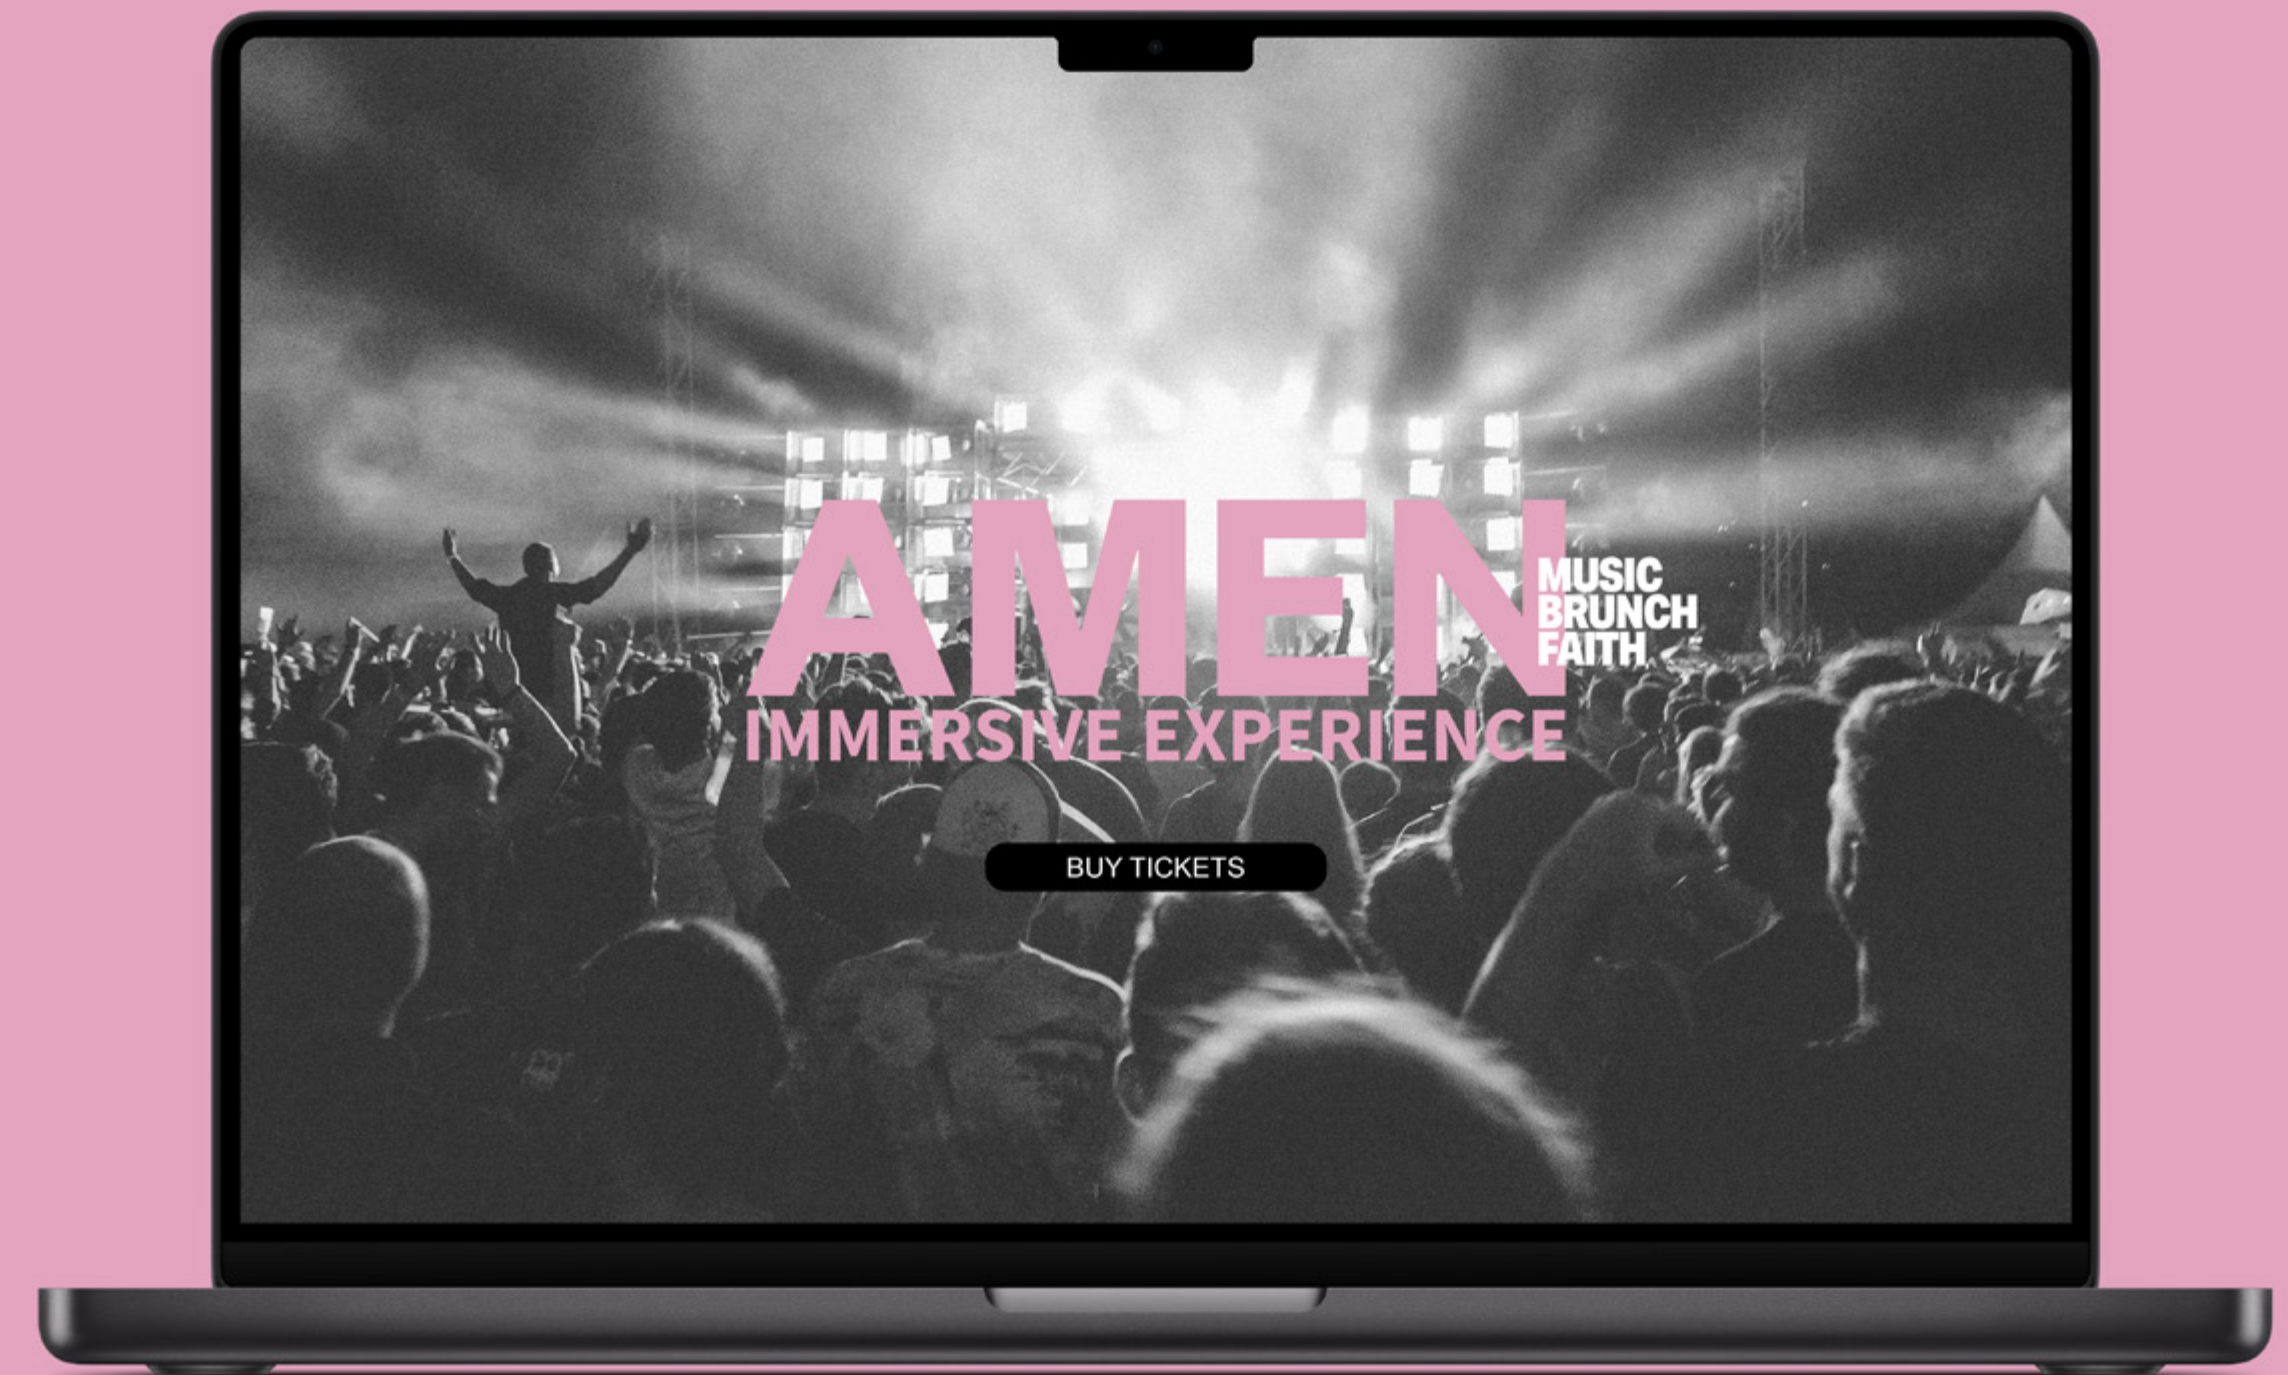 AMEN
MUSIC
BRUNCH
FAITH
IMMERSIVE EXPERIENCE
BUY TICKETS